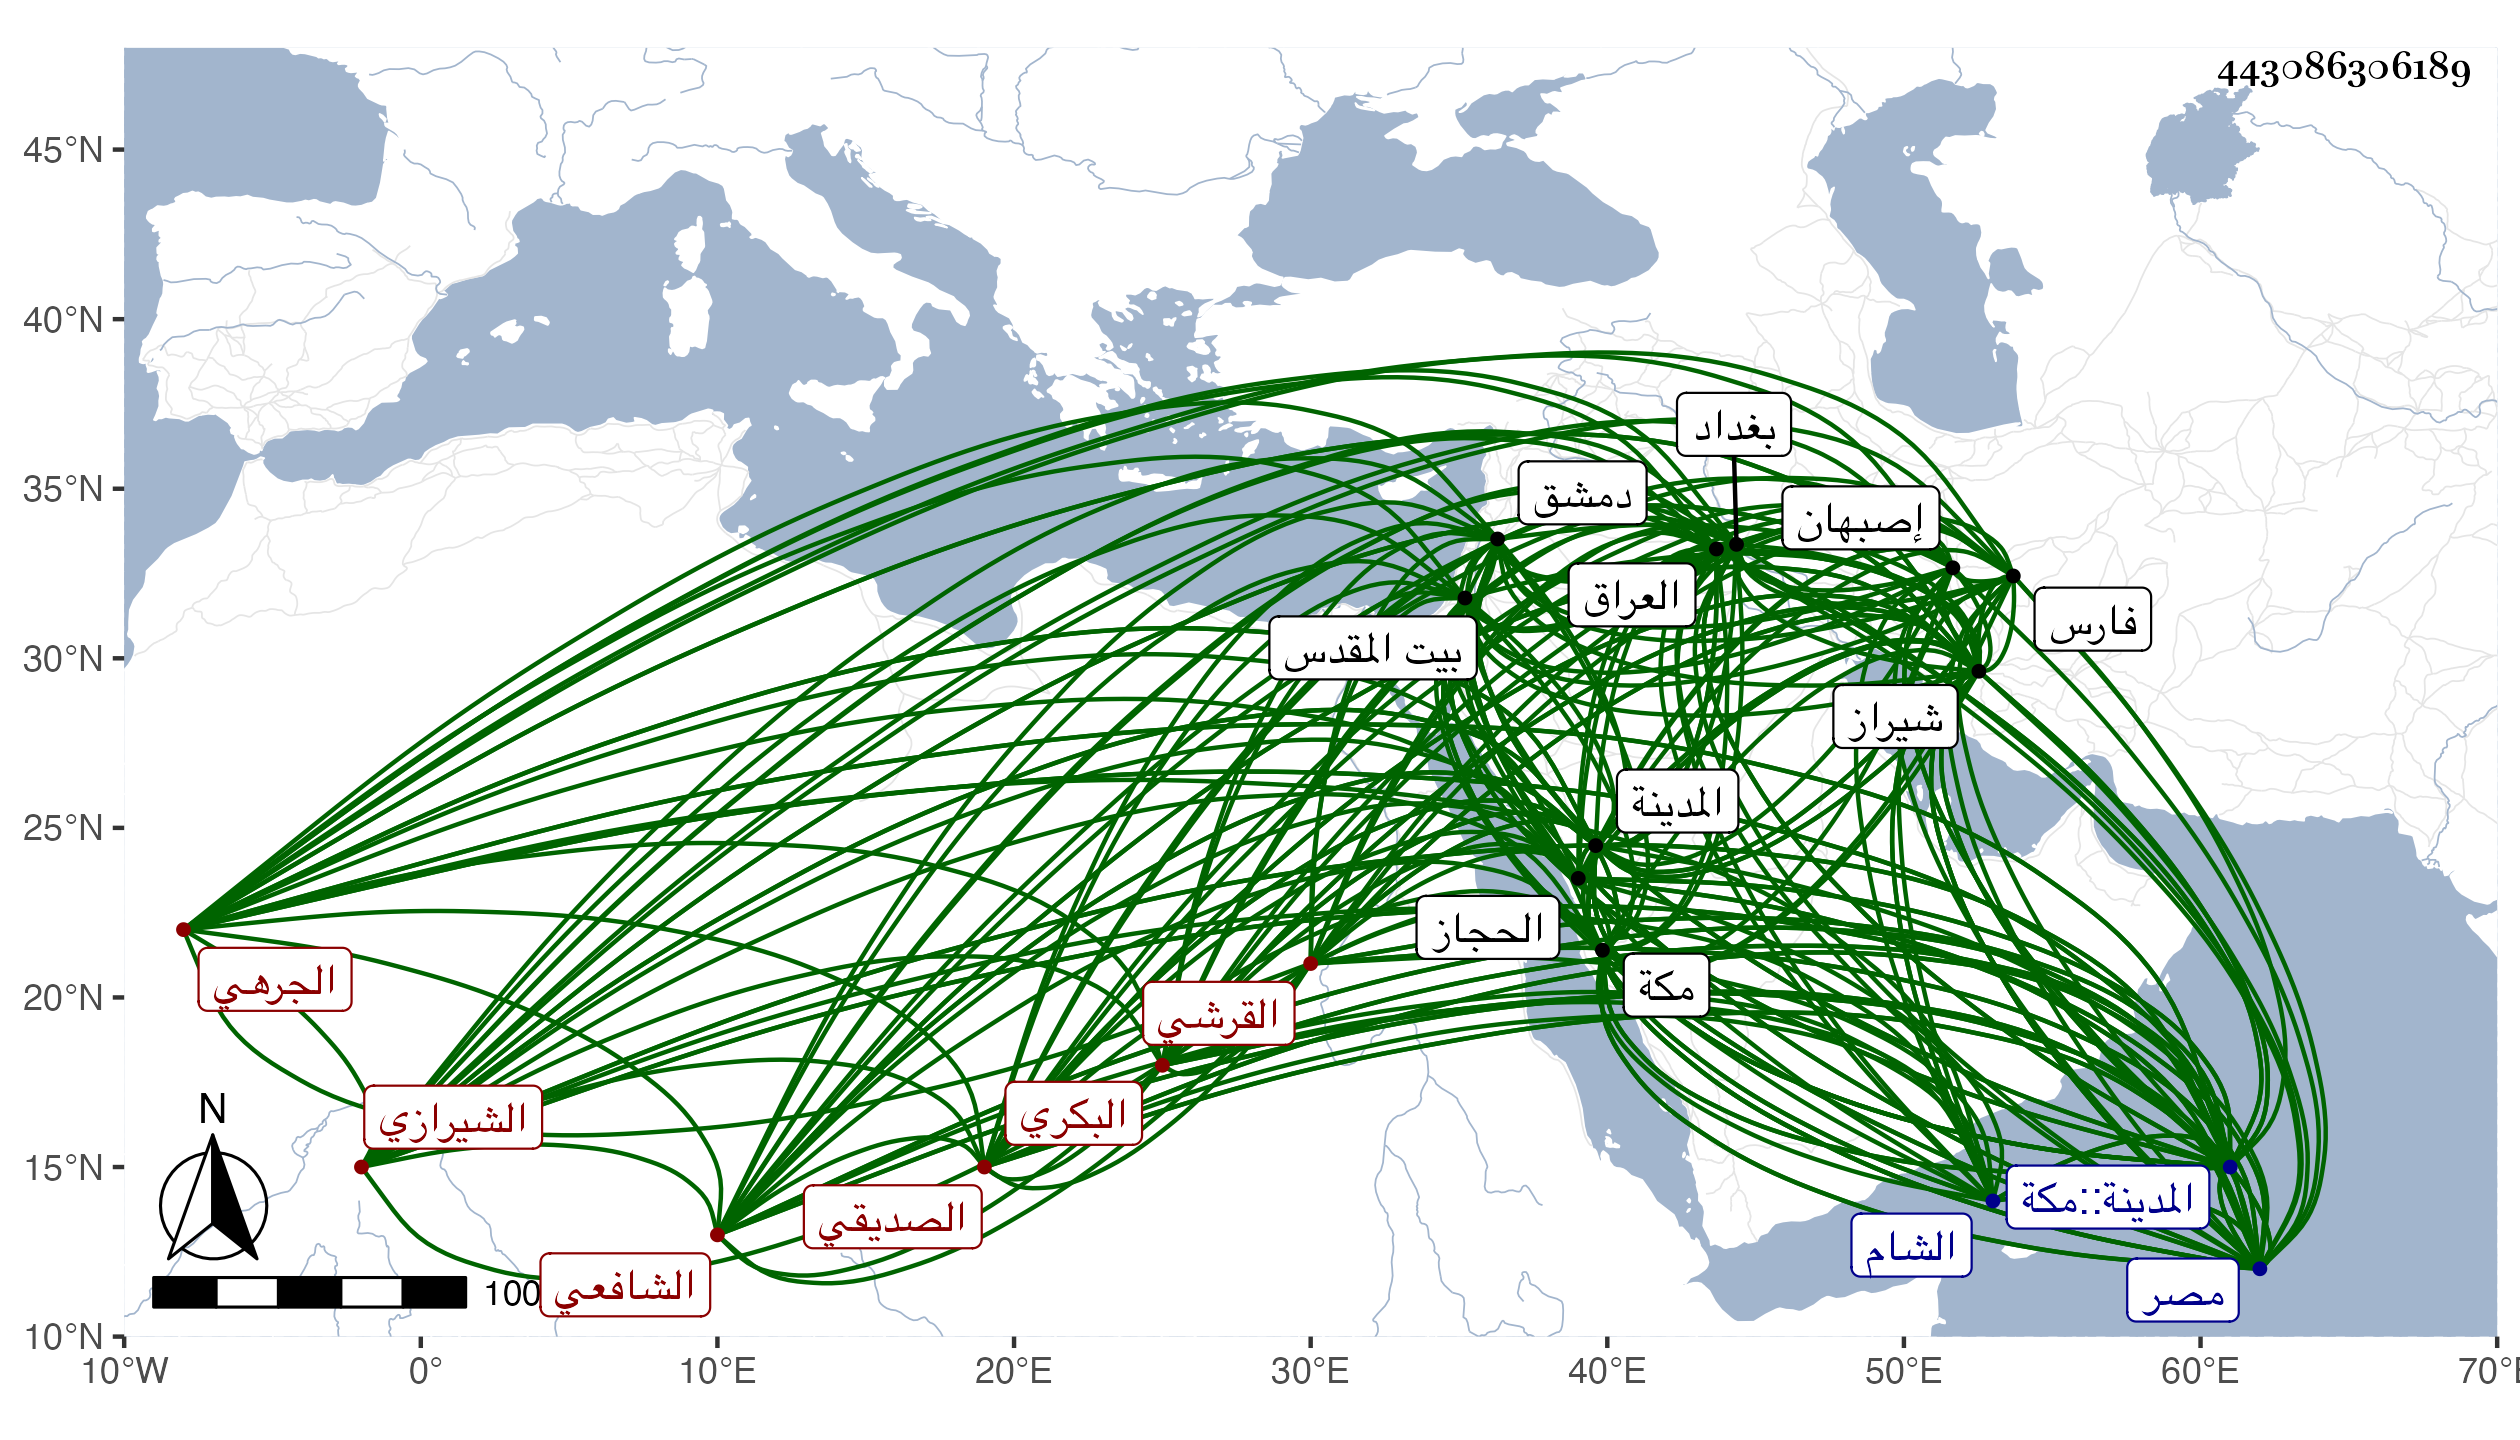 443086306189
45°N
40°N
35°N
30°N
25°N
20°N
15°N
10°N
بغداد
دمشق
إصبهان
العراق
فارس
بيت المقدس
شيراز
المدينة
الحجاز
مكة
الجرهي
القرشي
الشيرازي
البكري
الصديقي
الشافعي
المدينة::مكة
الشام
مصر
N
100
10°W
0°
10°E
20°E
30°E
40°E
50°E
60°E
70°E